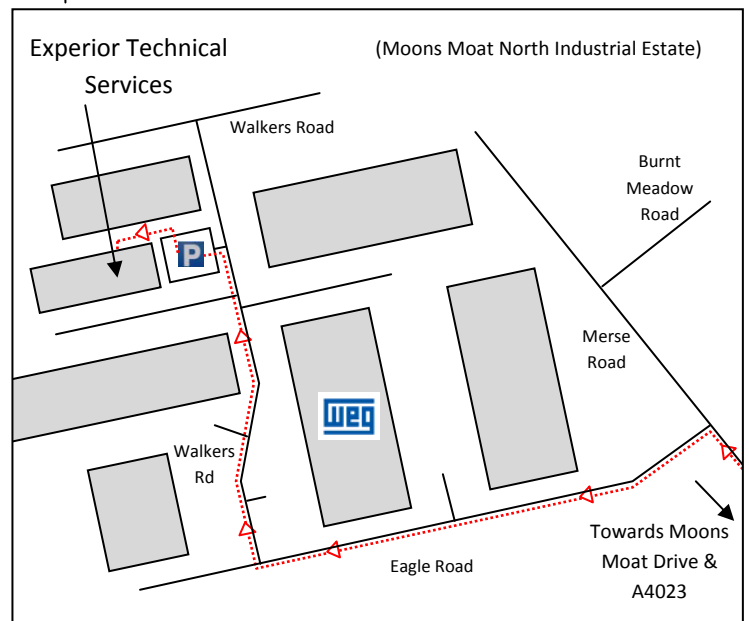 Experior Technical
Services
(Moons Moat North Industrial Estate)
Walkers Road
Burnt
Meadow
Road
P
Merse
Road
weg
Walkers
Rd
Towards Moons
Moat Drive &
A4023
Eagle Road